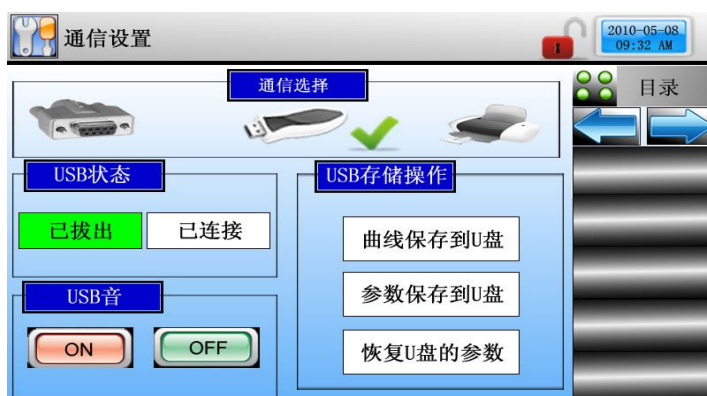 通信设置
1
2010-05-08
09:32 AM
通信选择
目录
USB状态
已拔出
已连接
USB存储操作
曲线保存到U盘
参数保存到U盘
恢复U盘的参数
USB音
ON
OFF